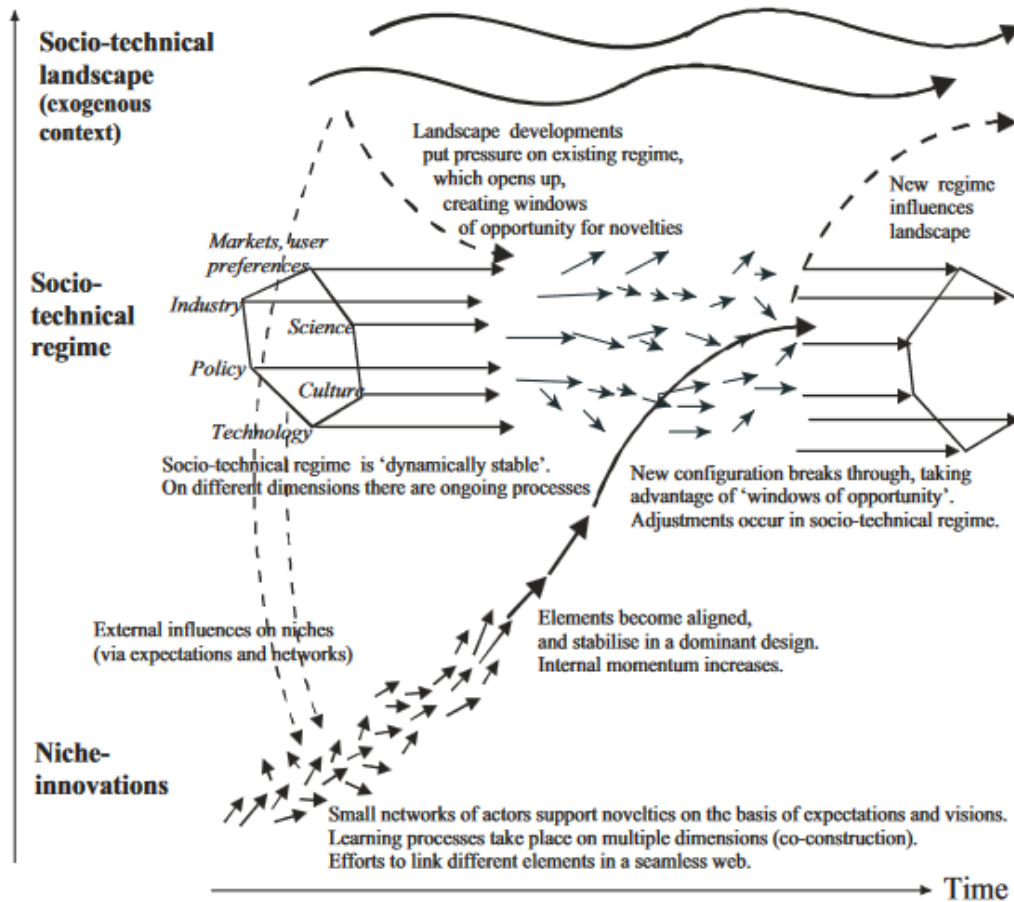 Socio-technical
landscape
(exogenous
context)
Landscape developments
put pressure on existing regime,
which opens up,
creating windows
of opportunity for novelties
New regime
influences
landscape
Markets, user
preferences
Industry
Science
Policy
Culture
Technology
Socio-
technical
regime
Socio-technical regime is ‘dynamically stable’.
On different dimensions there are ongoing processes
New configuration breaks through, taking
advantage of ‘windows of opportunity’.
Adjustments occur in socio-technical regime.
External influences on niches
(via expectations and networks)
Elements become aligned,
and stabilise in a dominant design.
Internal momentum increases.
Niche-
innovations
Small networks of actors support novelties on the basis of expectations and visions.
Learning processes take place on multiple dimensions (co-construction).
Efforts to link different elements in a seamless web.
Time